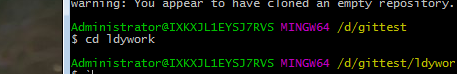 warning: You appear to have cloned an empty repository.
Administrator@IXKXJL1EYSJ7RVS MINGW64 /d/gittest
$ cd ldywork
Administrator@IXKXJL1EYSJ7RVS MINGW64 /d/gittest/ldywor
$